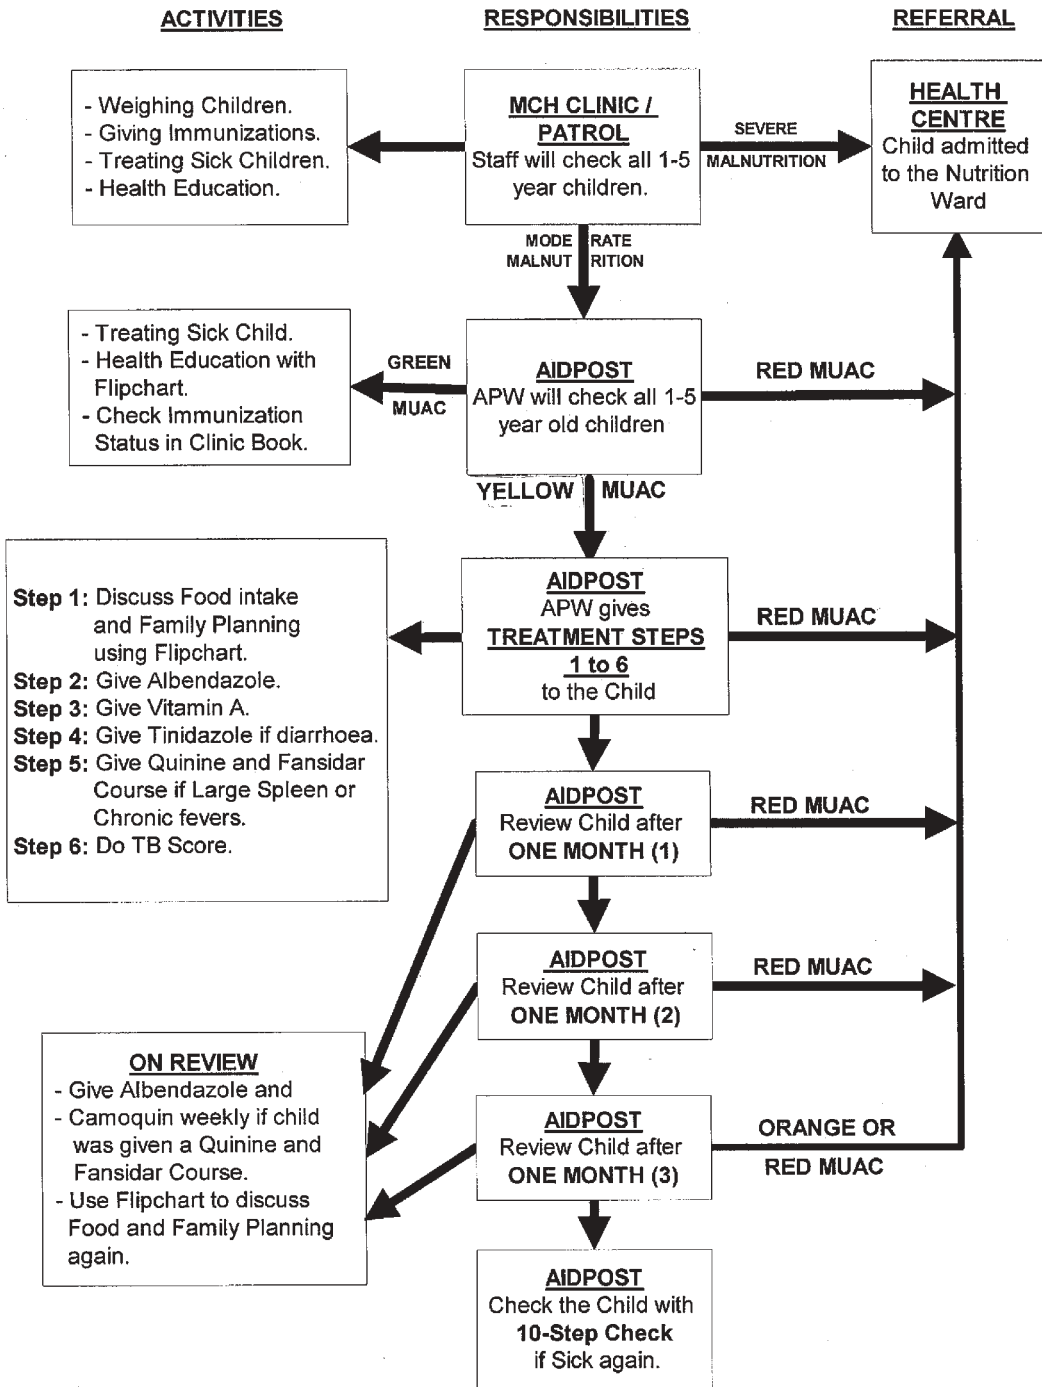 ACTIVITIES
RESPONSIBILITIES
REFERRAL
- Weighing Children.
- Giving Immunizations.
- Treating Sick Children.
- Health Education.
MCH CLINIC /
PATROL
Staff will check all 1-5
year children.
SEVERE
MALNUTRITION
HEALTH
CENTRE
Child admitted
to the Nutrition
Ward
MODE RATE
MALNUT RITION
- Treating Sick Child.
- Health Education with
Flipchart.
- Check Immunization
Status in Clinic Book.
GREEN
MUAC
AIDPOST
APW will check all 1-5
year old children
RED MUAC
YELLOW MUAC
Step 1: Discuss Food intake
and Family Planning
using Flipchart.
Step 2: Give Albendazole.
Step 3: Give Vitamin A.
Step 4: Give Tinidazole if diarrhoea.
Step 5: Give Quinine and Fansidar
Course if Large Spleen or
Chronic fevers.
Step 6: Do TB Score.
AIDPOST
APW gives
TREATMENT STEPS
1 to 6
to the Child
RED MUAC
AIDPOST
Review Child after
ONE MONTH (1)
RED MUAC
AIDPOST
Review Child after
ONE MONTH (2)
RED MUAC
ON REVIEW
- Give Albendazole and
- Camoquin weekly if child
was given a Quinine and
Fansidar Course.
- Use Flipchart to discuss
Food and Family Planning
again.
AIDPOST
Review Child after
ONE MONTH (3)
ORANGE OR
RED MUAC
AIDPOST
Check the Child with
10-Step Check
if Sick again.